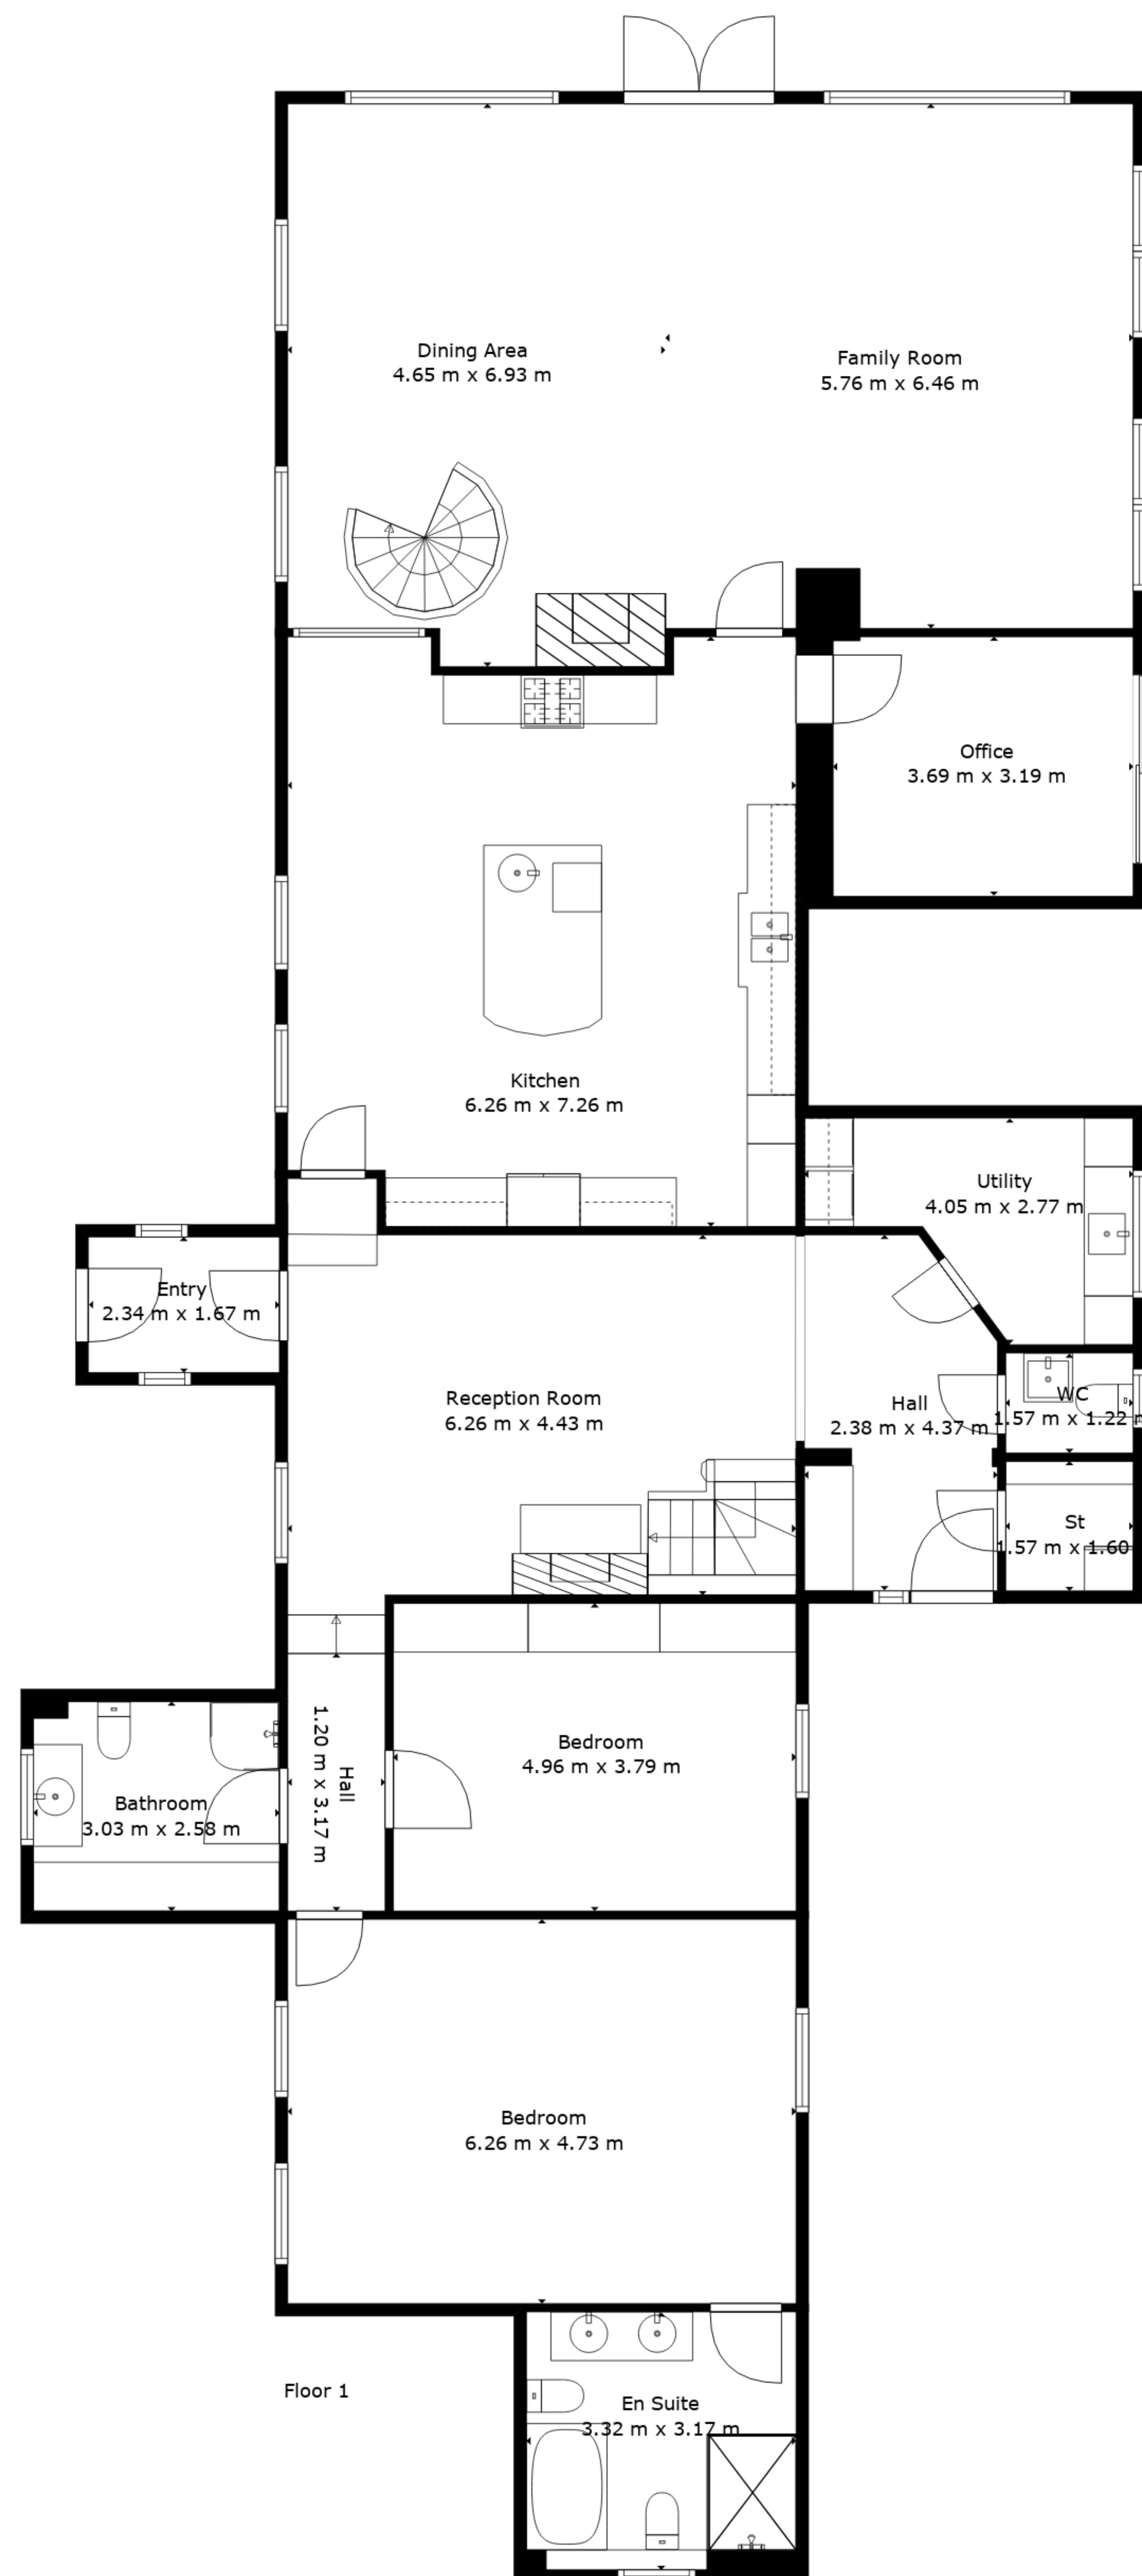 Dining Area
4.65 m x 6.93 m
Family Room
5.76 m x 6.46 m
Office
3.69 m x 3.19 m
Kitchen
6.26 m x 7.26 m
Utility
4.05 m x 2.77 m
Entry
2.34 m x 1.67 m
Reception Room
6.26 m x 4.43 m
Hall
2.38 m x 4.37 m
WC
1.57 m x 1.22 m
St
1.57 m x 1.60
Hall
1.20 m x 3.17 m
Bedroom
4.96 m x 3.79 m
Bathroom
3.03 m x 2.58 m
Bedroom
6.26 m x 4.73 m
Floor 1
En Suite
3.32 m x 3.17 m